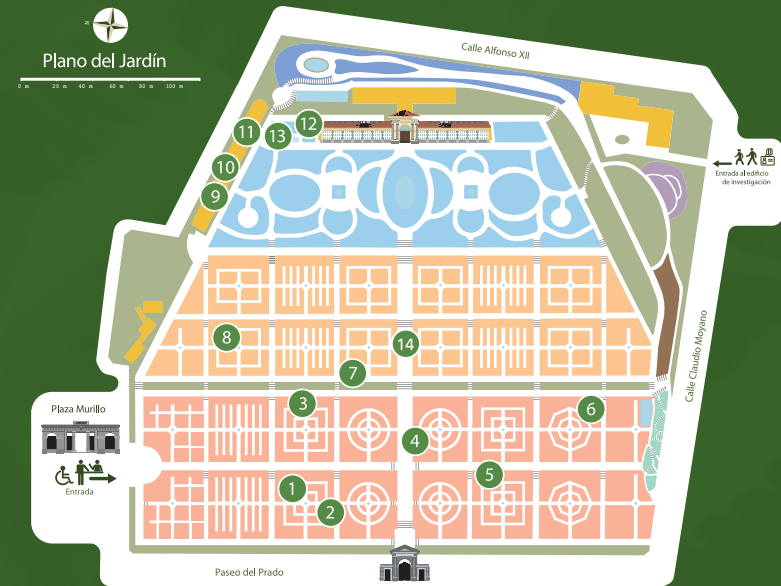 N
Plano del Jardín
0 m 20 m 40 m 60 m 80 m 100 m
Calle Alfonso XII
12
11
13
10
9
Entrada al edificio
de investigación
Calle Claudio Moyano
8
14
7
3
6
4
Plaza Murillo
Entrada
5
1
2
Paseo del Prado